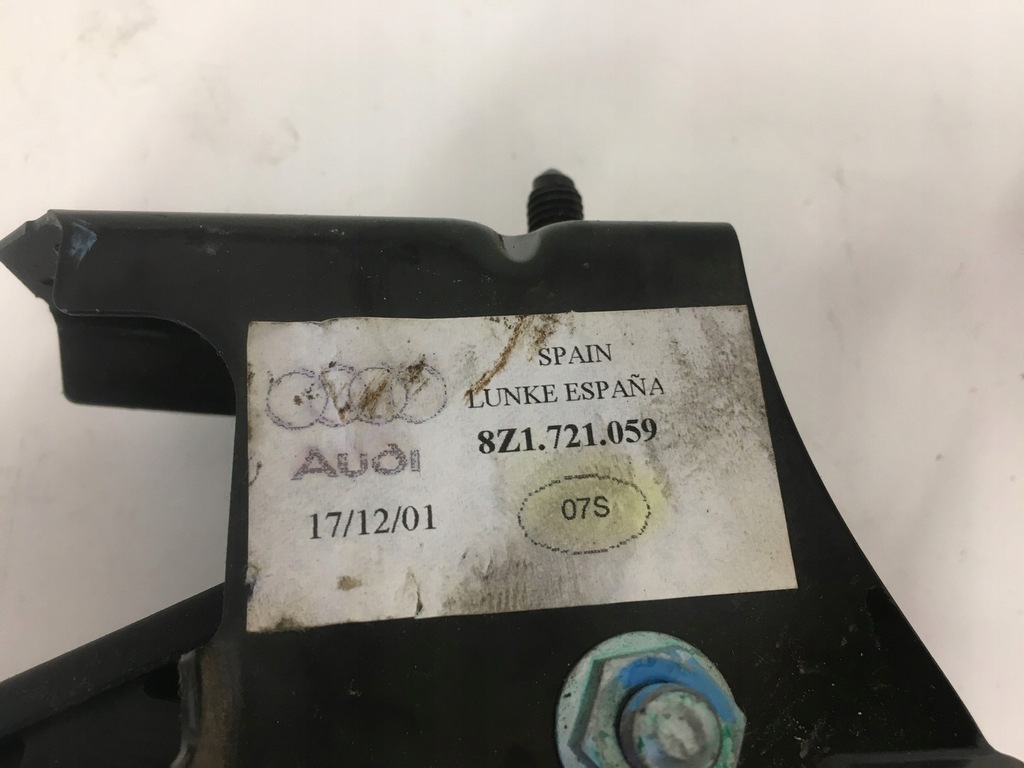 SPAIN
LUNKE ESPAÑA
8Z1.721.059
Audi
17/12/01
07S